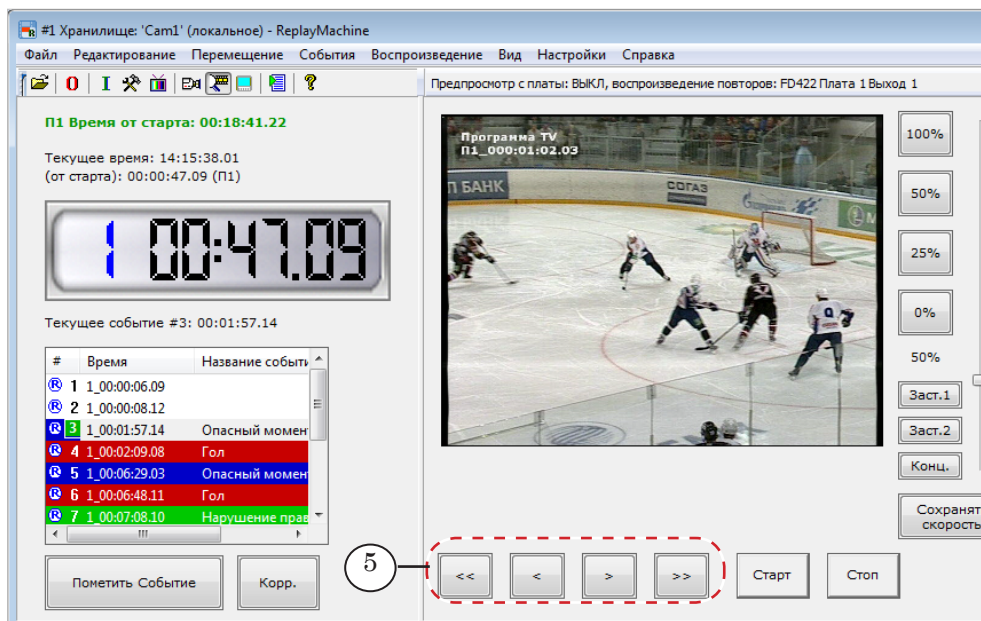 #1 Хранилище: 'Cam1' (локальное) - ReplayMachine
Файл Редактирование Перемещение События Воспроизведение Вид Настройки Справка
Предпросмотр с платы: ВЫКЛ, воспроизведение повторов: FD422 Плата 1 Выход 1
П1 Время от старта: 00:18:41.22
Текущее время: 14:15:38.01
(от старта): 00:00:47.09 (П1)
1 00:47.09
Текущее событие #3: 00:01:57.14
# Время Название событи
R 1 1_00:00:06.09
R 2 1_00:00:08.12
R 3 1_00:01:57.14 Опасный момен
R 4 1_00:02:09.08 Гол
R 5 1_00:06:29.03 Опасный момен
R 6 1_00:06:48.11 Гол
R 7 1_00:07:08.10 Нарушение прав
Пометить Событие
Корр.
Программа TV
П1_000:01:02.03
П БАНК
СОГАЗ
100%
50%
25%
0%
50%
Заст.1
Заст.2
Конц.
Сохранят
скорость
5
<< < > >>
Старт
Стоп